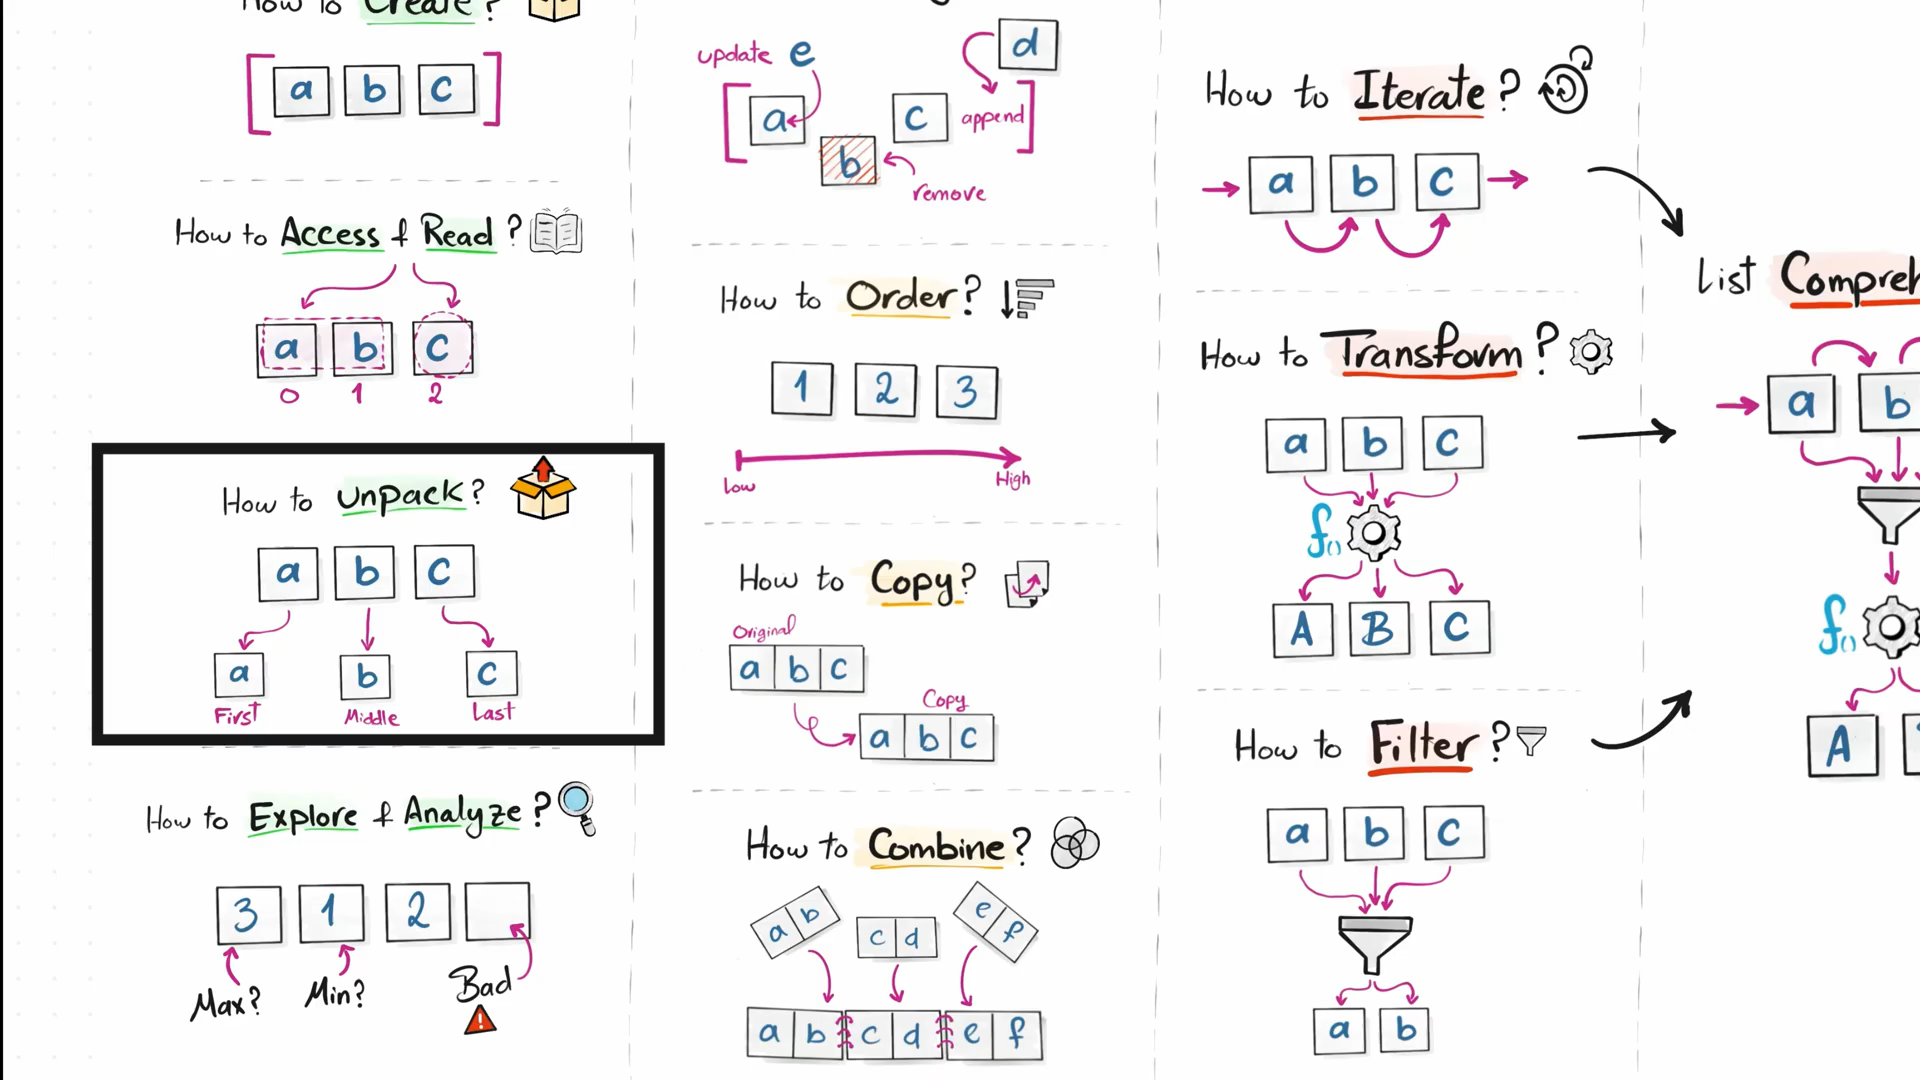 How to Create?
[ a b c ]
How to Access & Read?
a b c
0 1 2
How to unpack?
a b c
a b c
First Middle Last
How to Explore & Analyze?
3 1 2
Max? Min? Bad
!
update e d
[ a c append ]
b
remove
How to Order?
1 2 3
Low High
How to Copy?
Original
a b c
Copy
a b c
How to Combine?
a b c d e f
a b c d e f
How to Iterate?
a b c
How to Transform?
a b c
f()
A B C
How to Filter?
a b c
a b
List
a b
f()
A